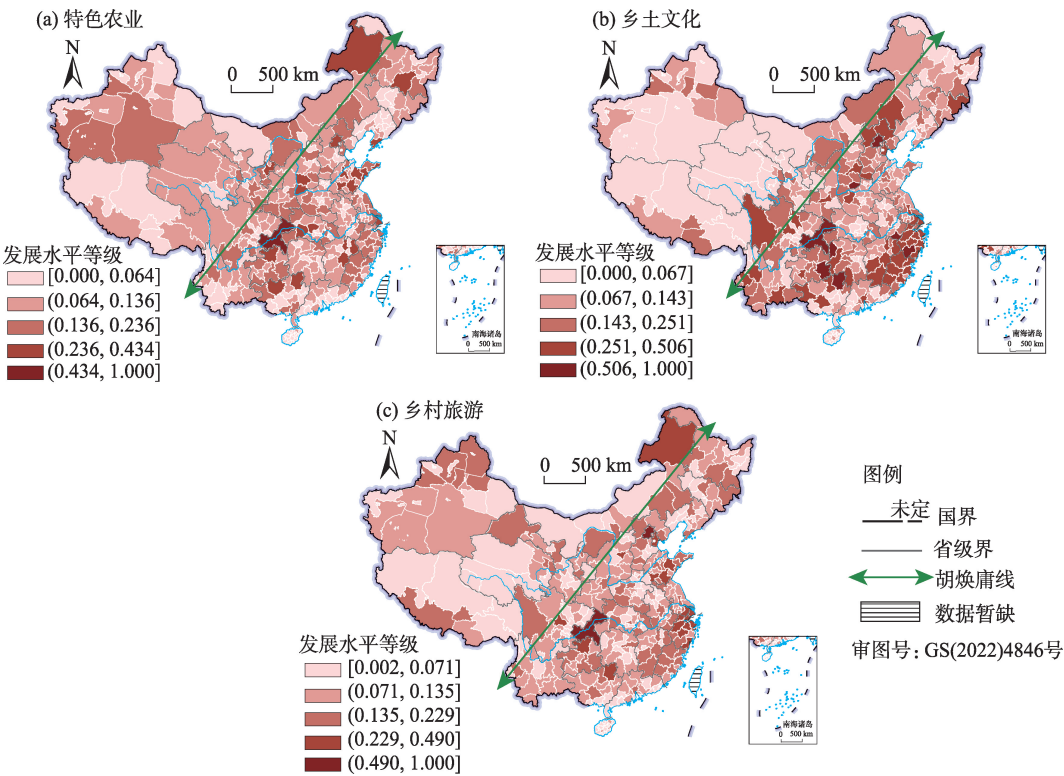 (a) 特色农业
N
0 500 km
发展水平等级
[0.000, 0.064]
(0.064, 0.136]
(0.136, 0.236]
(0.236, 0.434]
(0.434, 1.000]
南海诸岛
0 500 km
(b) 乡土文化
N
0 500 km
发展水平等级
[0.000, 0.067]
(0.067, 0.143]
(0.143, 0.251]
(0.251, 0.506]
(0.506, 1.000]
南海诸岛
0 500 km
(c) 乡村旅游
N
0 500 km
发展水平等级
[0.002, 0.071]
(0.071, 0.135]
(0.135, 0.229]
(0.229, 0.490]
(0.490, 1.000]
南海诸岛
0 500 km
图例
未定 国界
省级界
胡焕庸线
数据暂缺
审图号：GS(2022)4846号